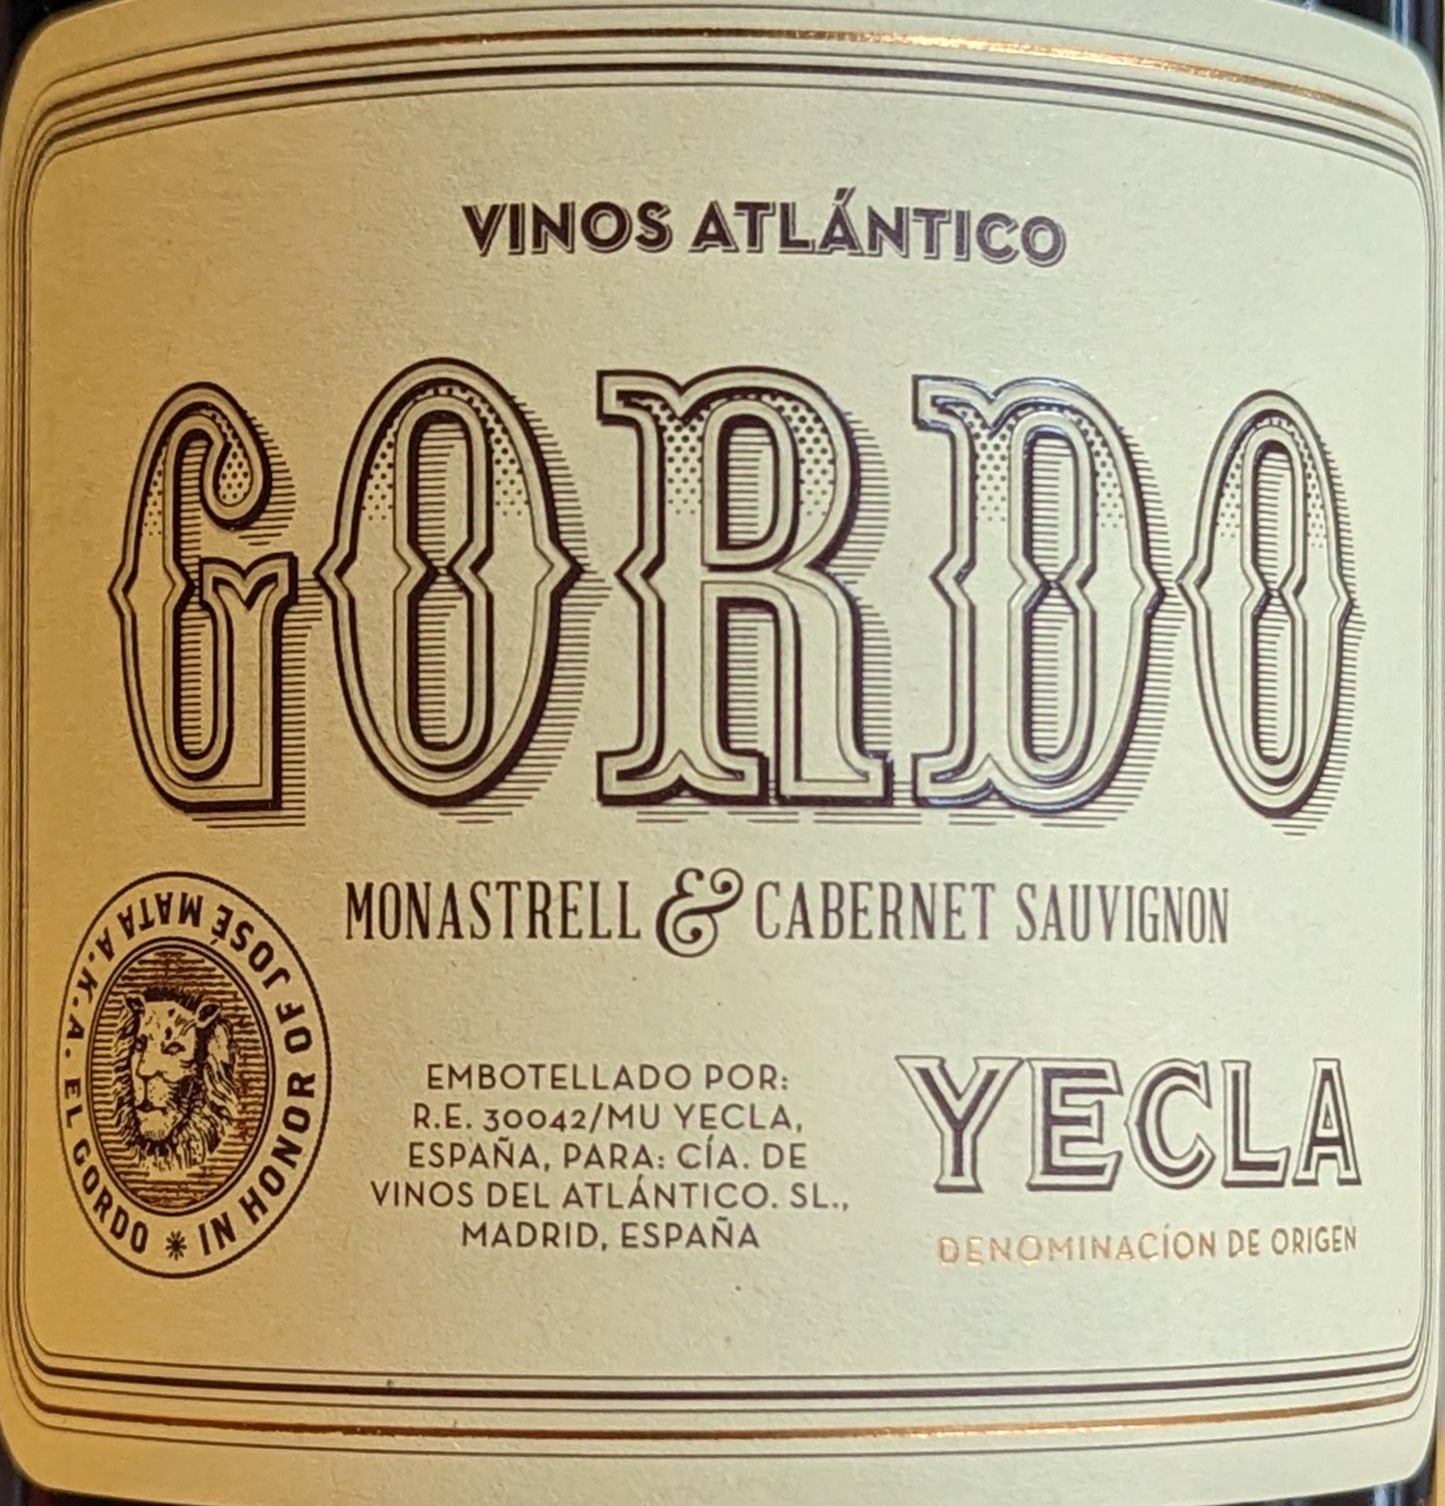 VINOS ATLÁNTICO
GORDO
MONASTRELL & CABERNET SAUVIGNON
IN HONOR OF JOSÉ MATA A.K.A. EL GORDO *
EMBOTELLADO POR:
R.E. 30042/MU YECLA,
ESPAÑA, PARA: CÍA. DE
VINOS DEL ATLÁNTICO. SL.,
MADRID, ESPAÑA
YECLA
DENOMINACÍON DE ORIGEN